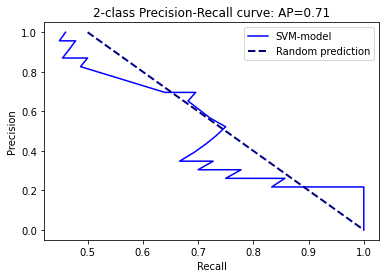 2-class Precision-Recall curve: AP=0.71
SVM-model
Random prediction
Precision
1.0
0.8
0.6
0.4
0.2
0.0
0.5
0.6
0.7
0.8
0.9
1.0
Recall